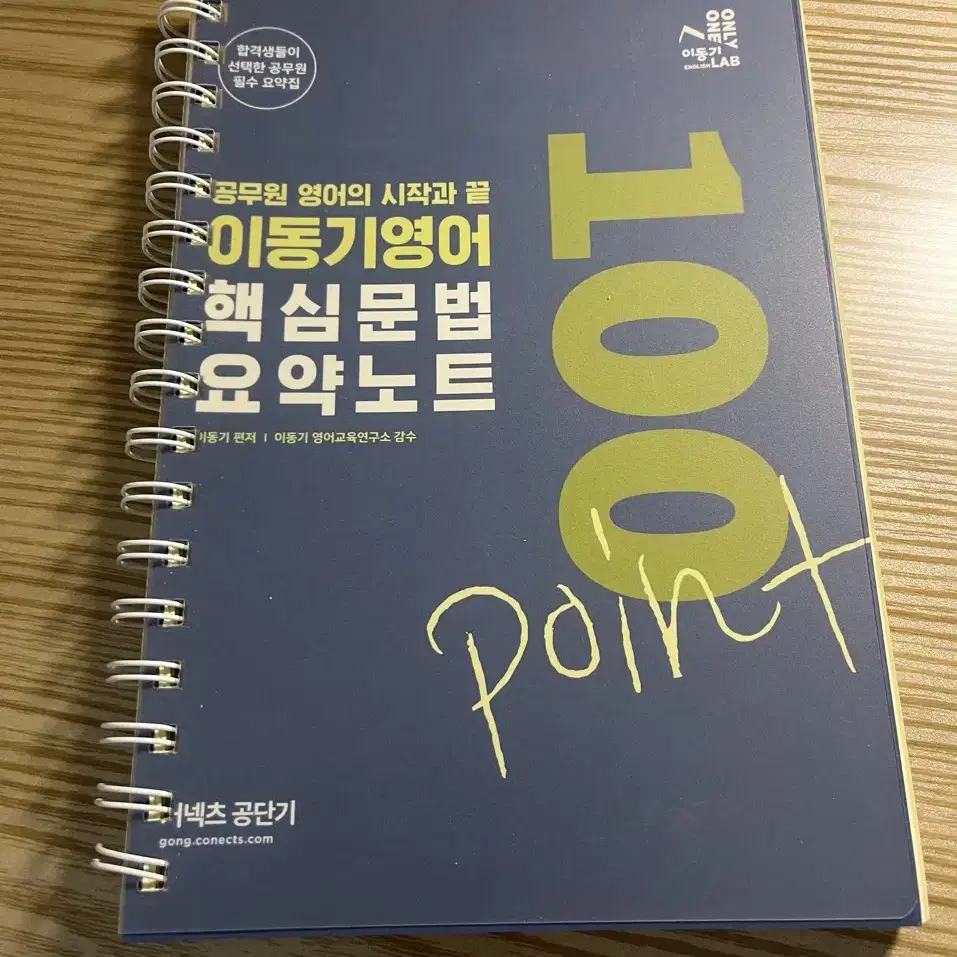 합격생들이
선택한 공무원
필수 요약집
ONLY
ONE
이동기
ENGLISH LAB
공무원 영어의 시작과 끝
이동기영어
핵심문법
요약노트
이동기 편저 | 이동기 영어교육연구소 감수
100
Point
커넥츠 공단기
gong.conects.com